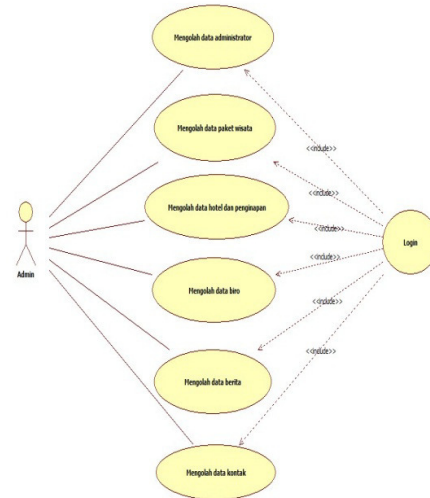 Mengolah data administrator
Mengolah data paket wisata
<<include>>
<<include>>
Mengolah data hotel dan penginapan
<<include>>
Admin
Login
<<include>>
Mengolah data biro
<<include>>
<<include>>
Mengolah data berita
Mengolah data kontak